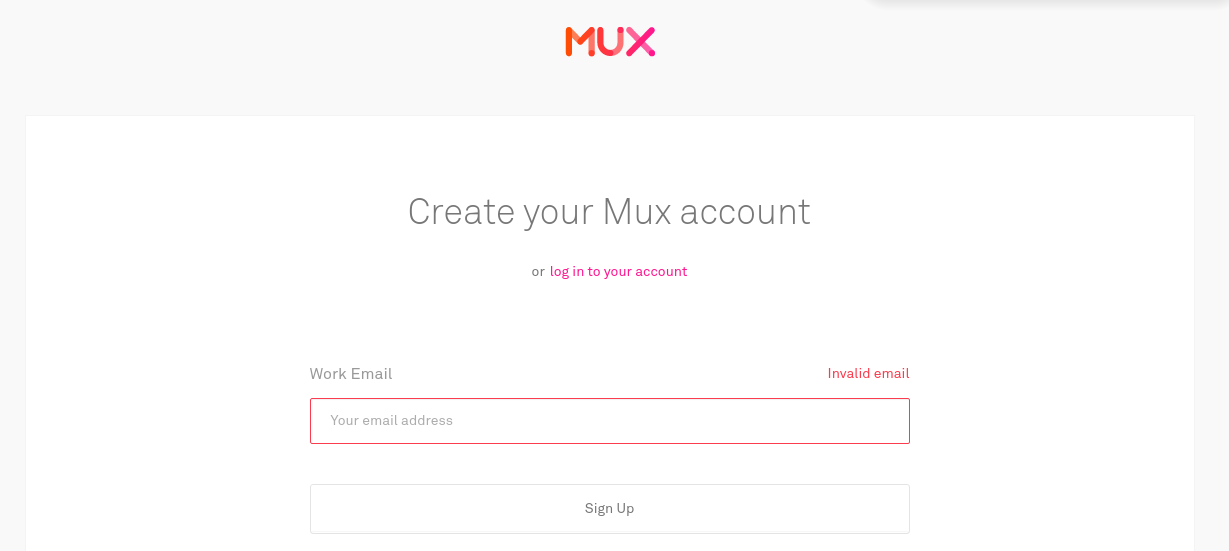 MUX
Create your Mux account
or log in to your account
Work Email
Invalid email
Your email address
Sign Up